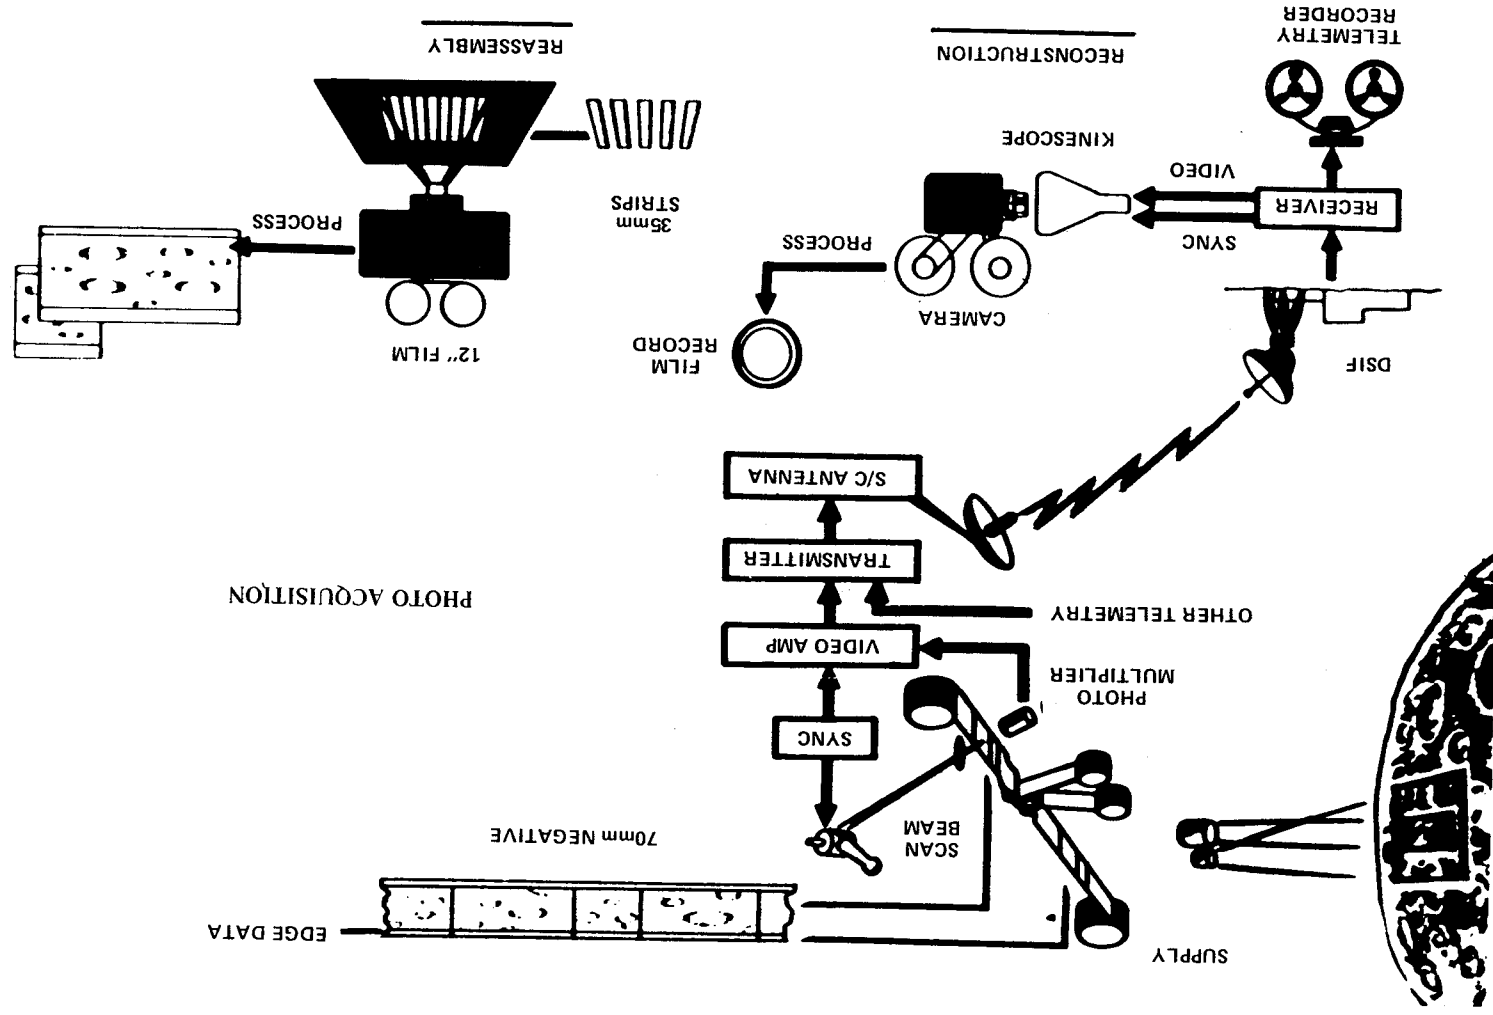 SUPPLY
EDGE DATA
70mm NEGATIVE
SCAN
BEAM
SYNC
PHOTO
MULTIPLIER
VIDEO AMP
OTHER TELEMETRY
PHOTO ACQUISITION
TRANSMITTER
S/C ANTENNA
DSIF
FILM
RECORD
12" FILM
CAMERA
PROCESS
SYNC
RECEIVER
VIDEO
PROCESS
35mm
STRIPS
KINESCOPE
TELEMETRY
RECORDER
RECONSTRUCTION
REASSEMBLY